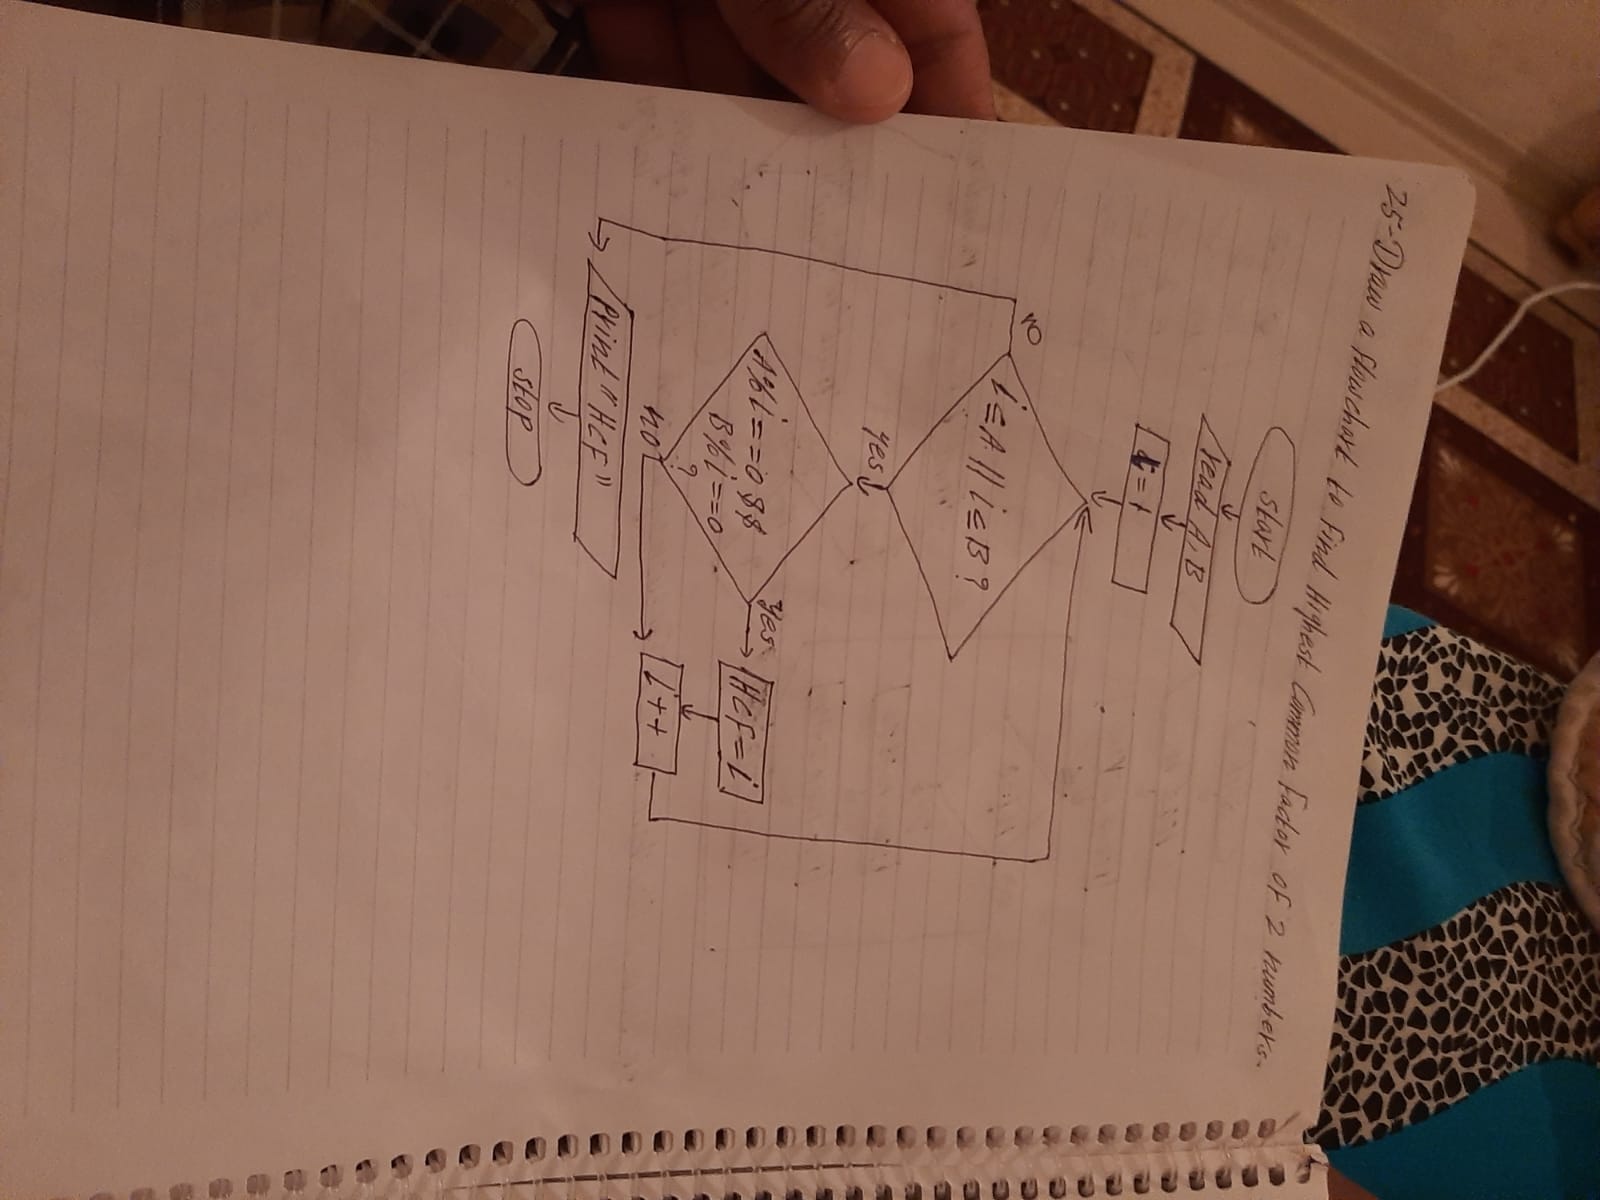 25-Draw a flowchart to Find Highest Common Factor of 2 numbers.
Start
read A,B
i = 1
i ≤ A || i ≤ B ?
no
yes
A%i==0 &&
B%i==0
?
yes
HCF = i
no
i++
Print "HCF"
stop